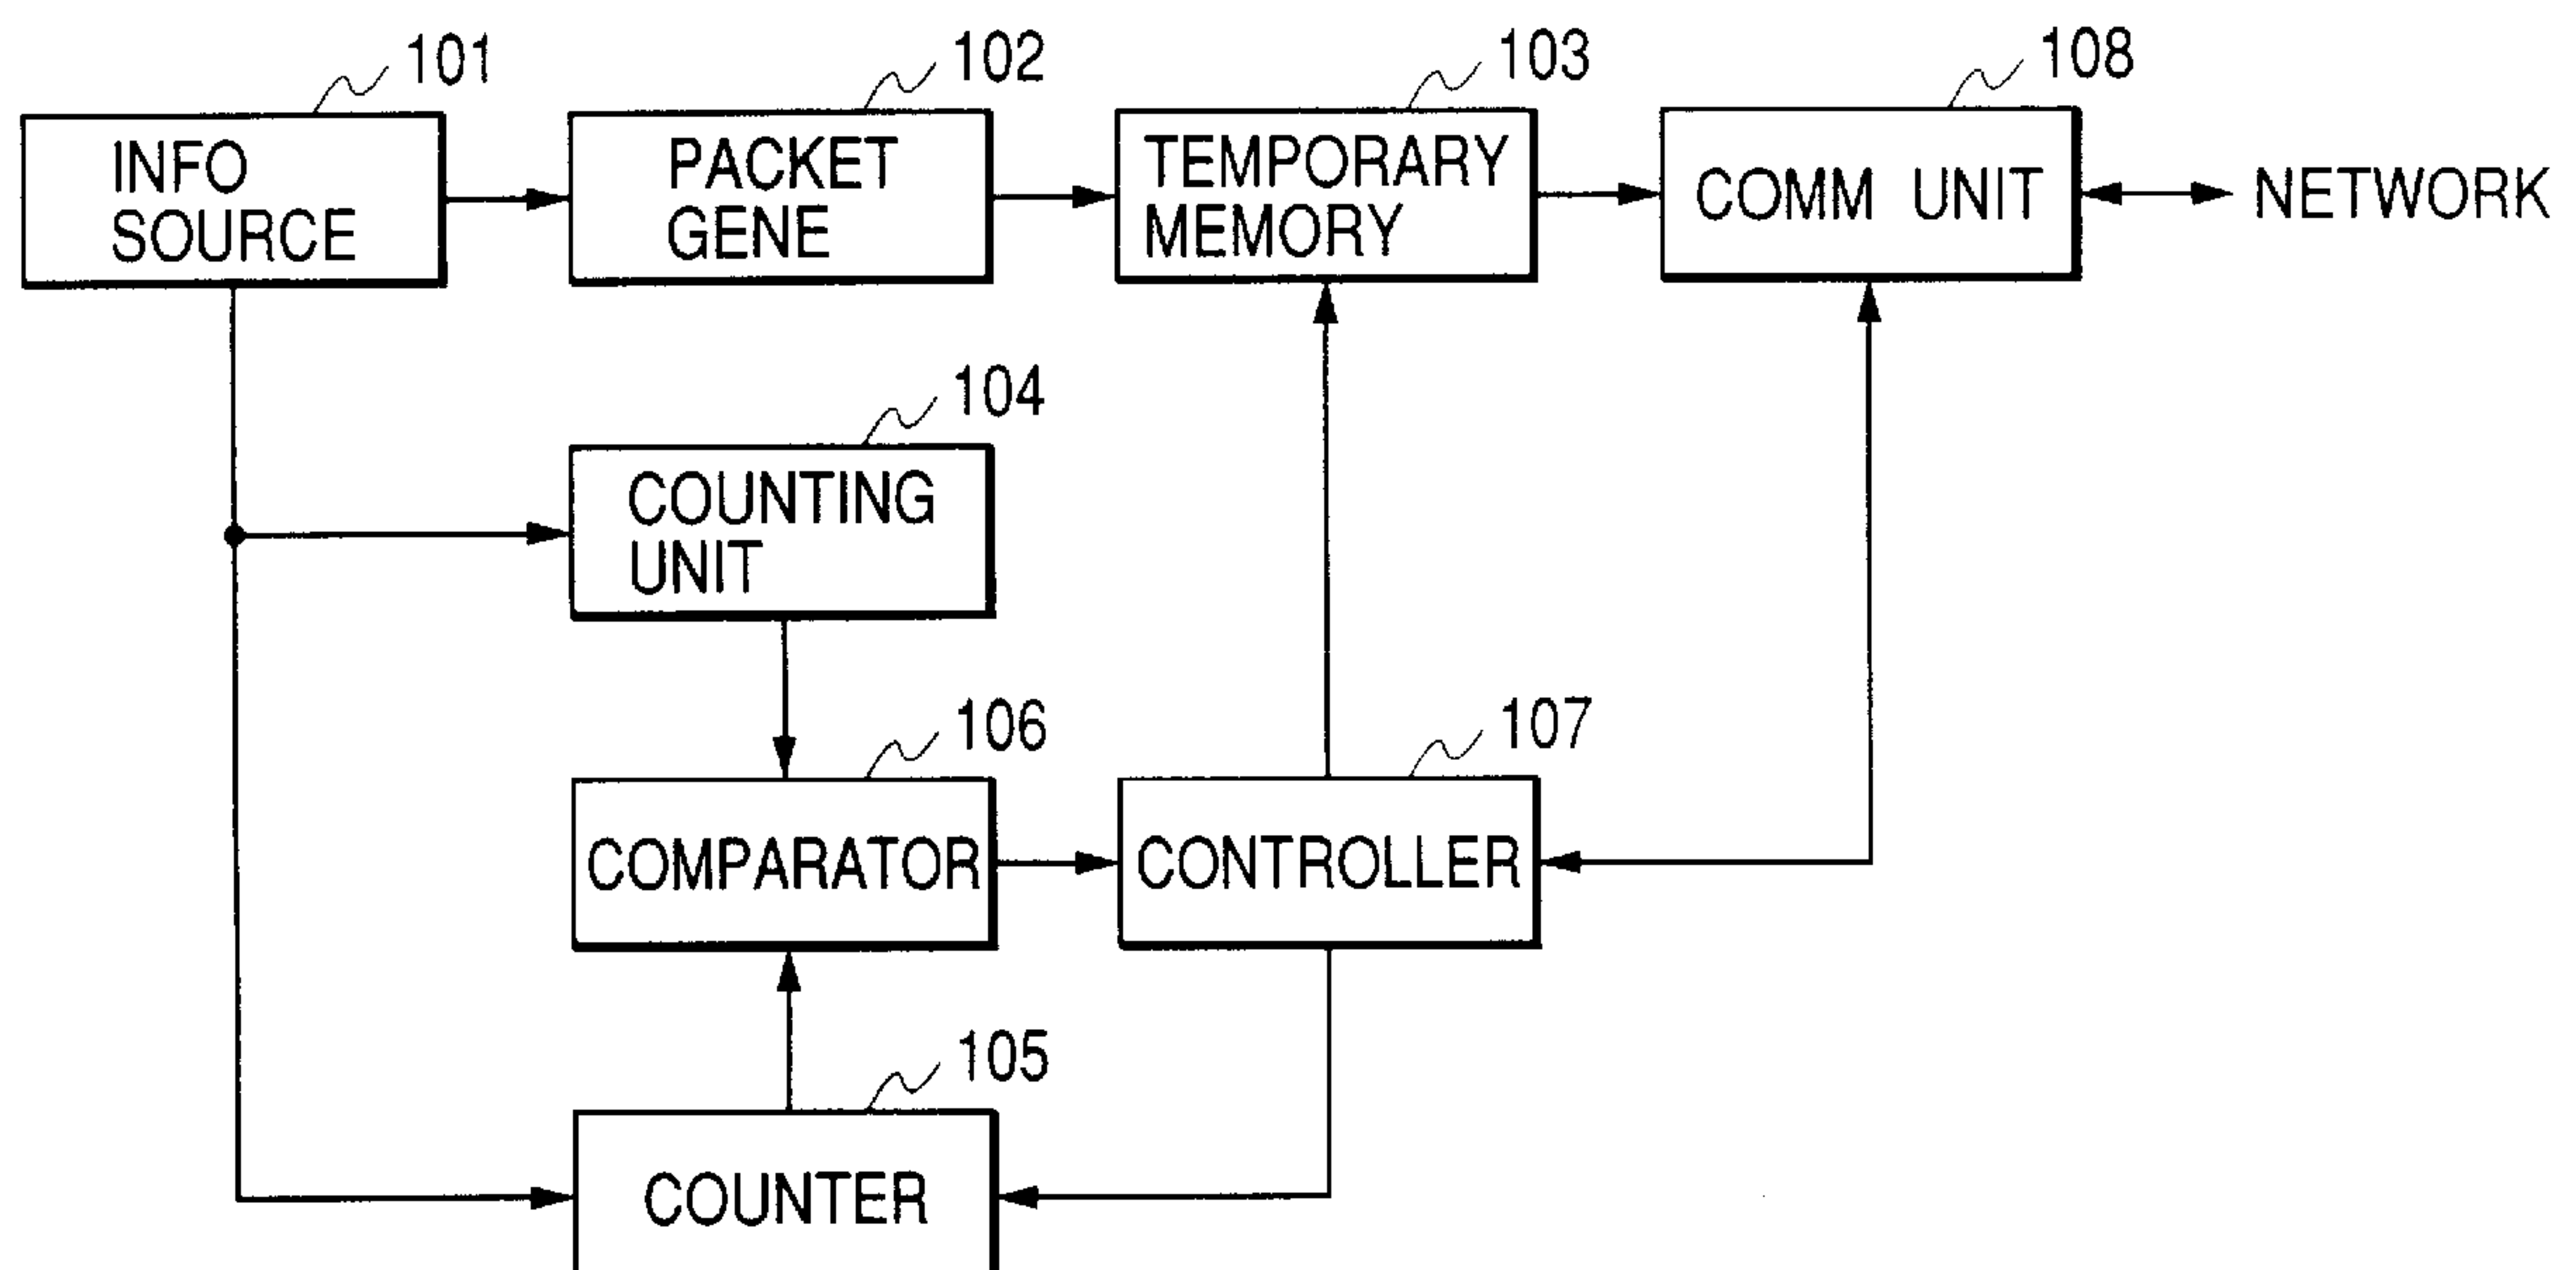 101
102
103
108
INFO
SOURCE
PACKET
GENE
TEMPORARY
MEMORY
COMM UNIT
NETWORK
104
COUNTING
UNIT
106
107
COMPARATOR
CONTROLLER
105
COUNTER